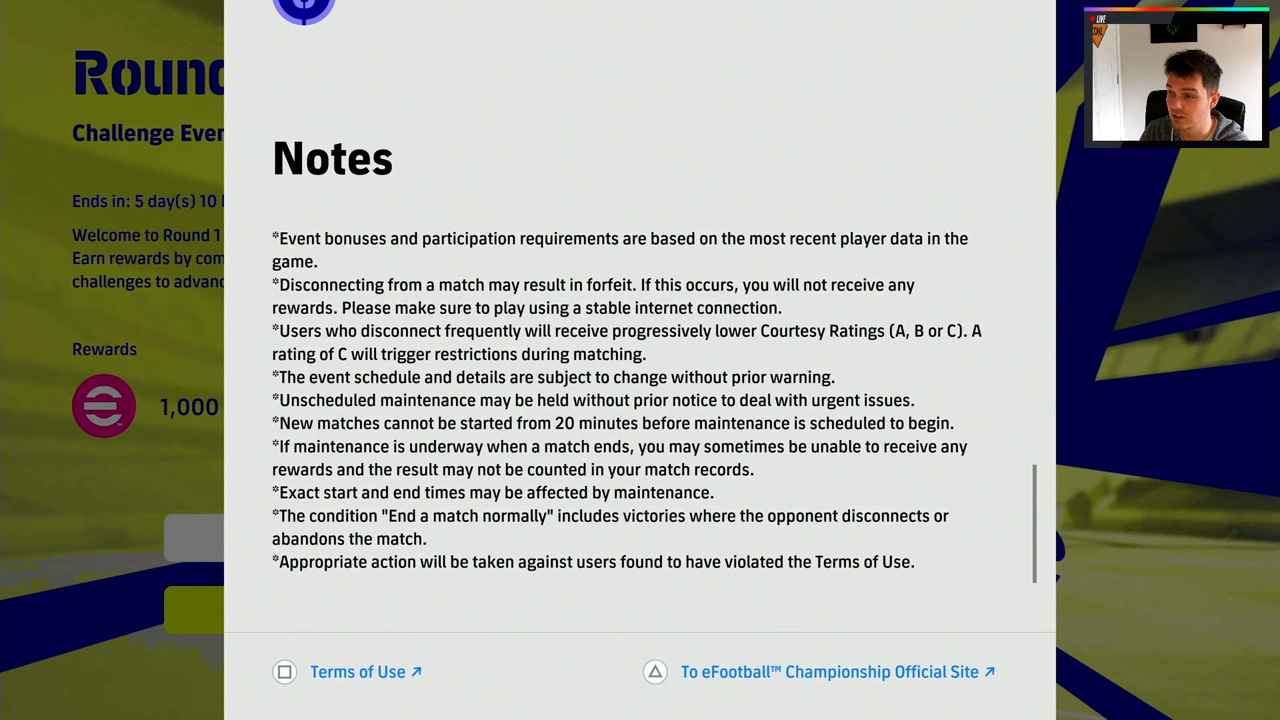 LIVE
Round
Challenge Even
Ends in: 5 day(s) 10
Welcome to Round 1
Earn rewards by com
challenges to advanc
Rewards
1,000
Notes
*Event bonuses and participation requirements are based on the most recent player data in the
game.
*Disconnecting from a match may result in forfeit. If this occurs, you will not receive any
rewards. Please make sure to play using a stable internet connection.
*Users who disconnect frequently will receive progressively lower Courtesy Ratings (A, B or C). A
rating of C will trigger restrictions during matching.
*The event schedule and details are subject to change without prior warning.
*Unscheduled maintenance may be held without prior notice to deal with urgent issues.
*New matches cannot be started from 20 minutes before maintenance is scheduled to begin.
*If maintenance is underway when a match ends, you may sometimes be unable to receive any
rewards and the result may not be counted in your match records.
*Exact start and end times may be affected by maintenance.
*The condition "End a match normally" includes victories where the opponent disconnects or
abandons the match.
*Appropriate action will be taken against users found to have violated the Terms of Use.
Terms of Use ↗
To eFootball™ Championship Official Site ↗